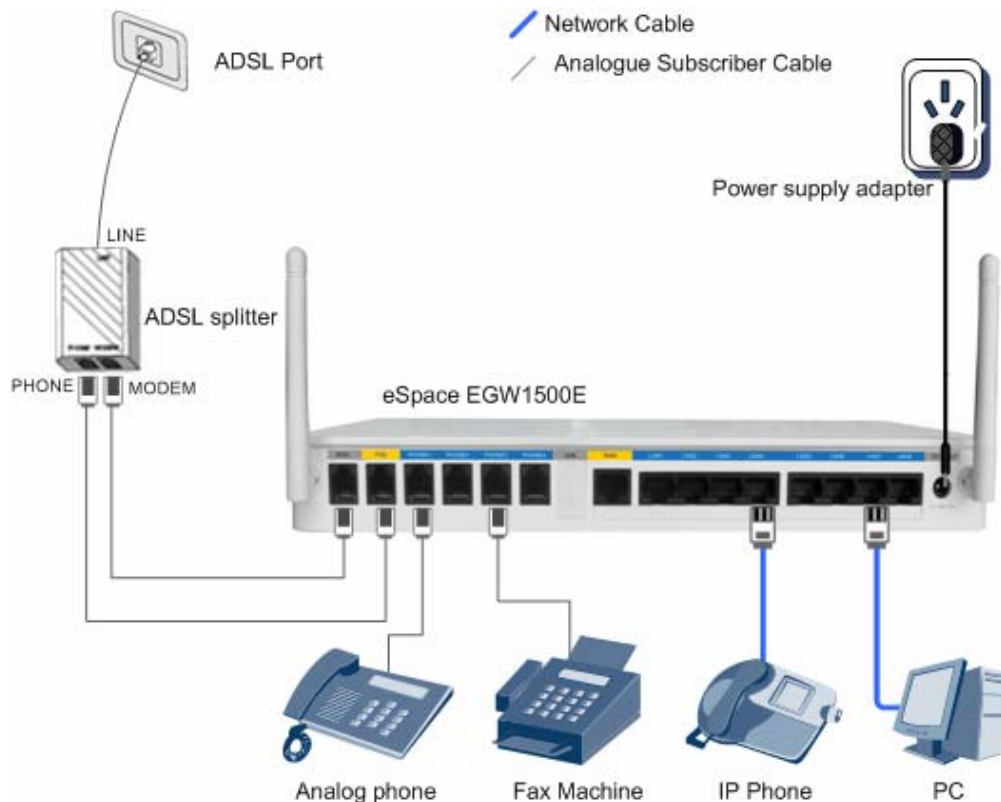 ADSL Port
Network Cable
Analogue Subscriber Cable
Power supply adapter
LINE
ADSL splitter
PHONE
MODEM
eSpace EGW1500E
Analog phone
Fax Machine
IP Phone
PC